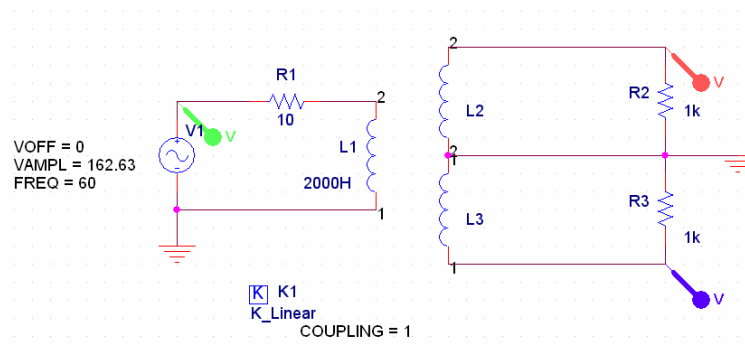 R1
10
V1
V
VOFF = 0
VAMPL = 162.63
FREQ = 60
2
L1
2000H
1
2
L2
2
1
L3
1
R2
1k
V
R3
1k
V
K K1
K_Linear
COUPLING = 1